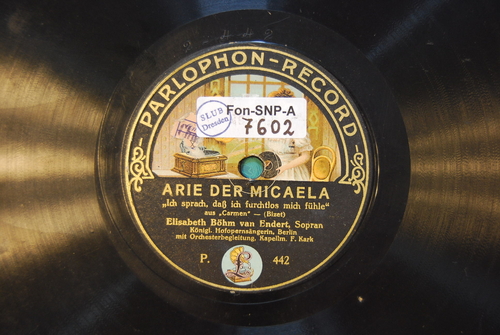 PARLOPHON-RECORD
SLUB
Dresden
Fon-SNP-A
7602
ARIE DER MICAELA
„Ich sprach, daß ich furchtlos mich fühle“
aus „Carmen“ — (Bizet)
Elisabeth Böhm van Endert, Sopran
Königl. Hofopernsängerin, Berlin
mit Orchesterbegleitung, Kapellm. F. Kark
P. 442